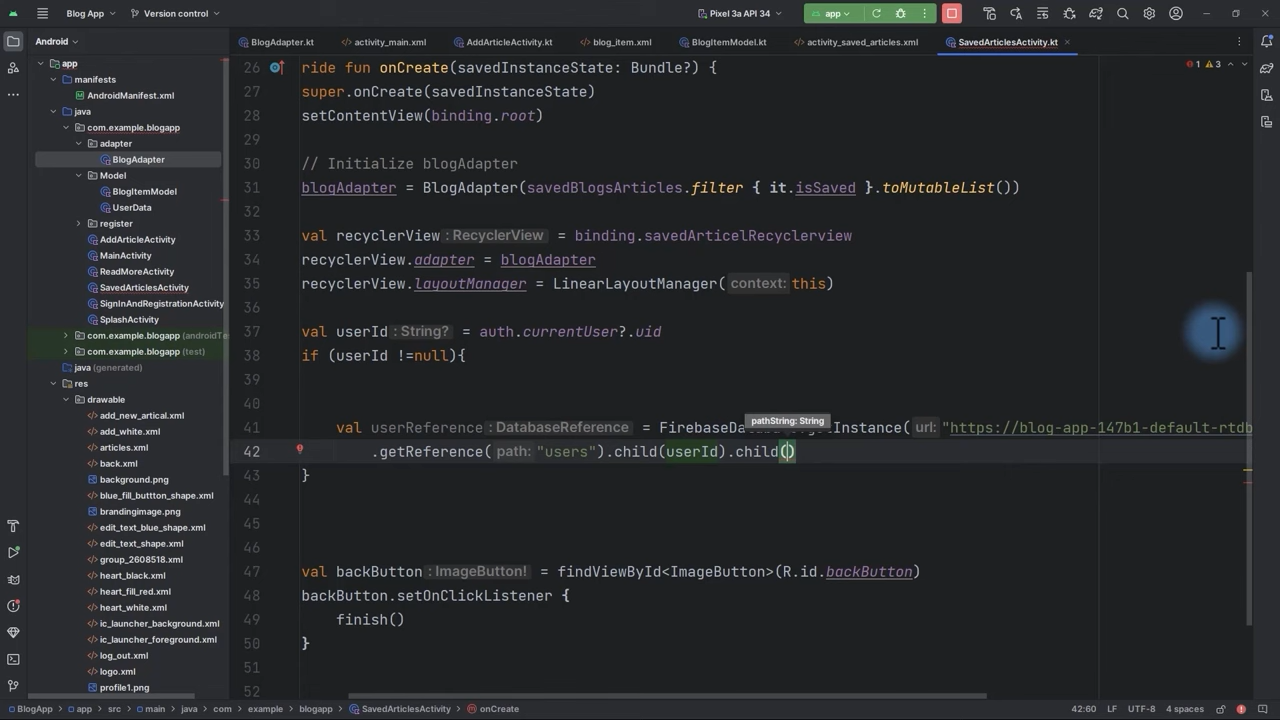 Blog App
Version control
Pixel 3a API 34
app
Android
BlogAdapter.kt
activity_main.xml
AddArticleActivity.kt
blog_item.xml
BlogItemModel.kt
activity_saved_articles.xml
SavedArticlesActivity.kt
app
manifests
AndroidManifest.xml
java
com.example.blogapp
adapter
BlogAdapter
Model
BlogItemModel
UserData
register
AddArticleActivity
MainActivity
ReadMoreActivity
SavedArticlesActivity
SignInAndRegistrationActivity
SplashActivity
com.example.blogapp (androidTe
com.example.blogapp (test)
java (generated)
res
drawable
add_new_artical.xml
add_white.xml
articles.xml
back.xml
background.png
blue_fill_buttton_shape.xml
brandingimage.png
edit_text_blue_shape.xml
edit_text_shape.xml
group_2608518.xml
heart_black.xml
heart_fill_red.xml
heart_white.xml
ic_launcher_background.xml
ic_launcher_foreground.xml
log_out.xml
logo.xml
profile1.png
1 3
26 ride fun onCreate(savedInstanceState: Bundle?) {
27 super.onCreate(savedInstanceState)
28 setContentView(binding.root)
29
30 // Initialize blogAdapter
31 blogAdapter = BlogAdapter(savedBlogsArticles.filter { it.isSaved }.toMutableList())
32
33 val recyclerView : RecyclerView = binding.savedArticelRecyclerview
34 recyclerView.adapter = blogAdapter
35 recyclerView.layoutManager = LinearLayoutManager( context: this)
36
37 val userId : String? = auth.currentUser?.uid
38 if (userId !=null){
39
40
pathString: String
41 val userReference : DatabaseReference = FirebaseDatabase.getInstance( url: "https://blog-app-147b1-default-rtdb
42 .getReference( path: "users").child(userId).child()
43 }
44
45
46
47 val backButton : ImageButton! = findViewById<ImageButton>(R.id.backButton)
48 backButton.setOnClickListener {
49 finish()
50 }
51
52
BlogApp > app > src > main > java > com > example > blogapp > SavedArticlesActivity > onCreate
42:60 LF UTF-8 4 spaces